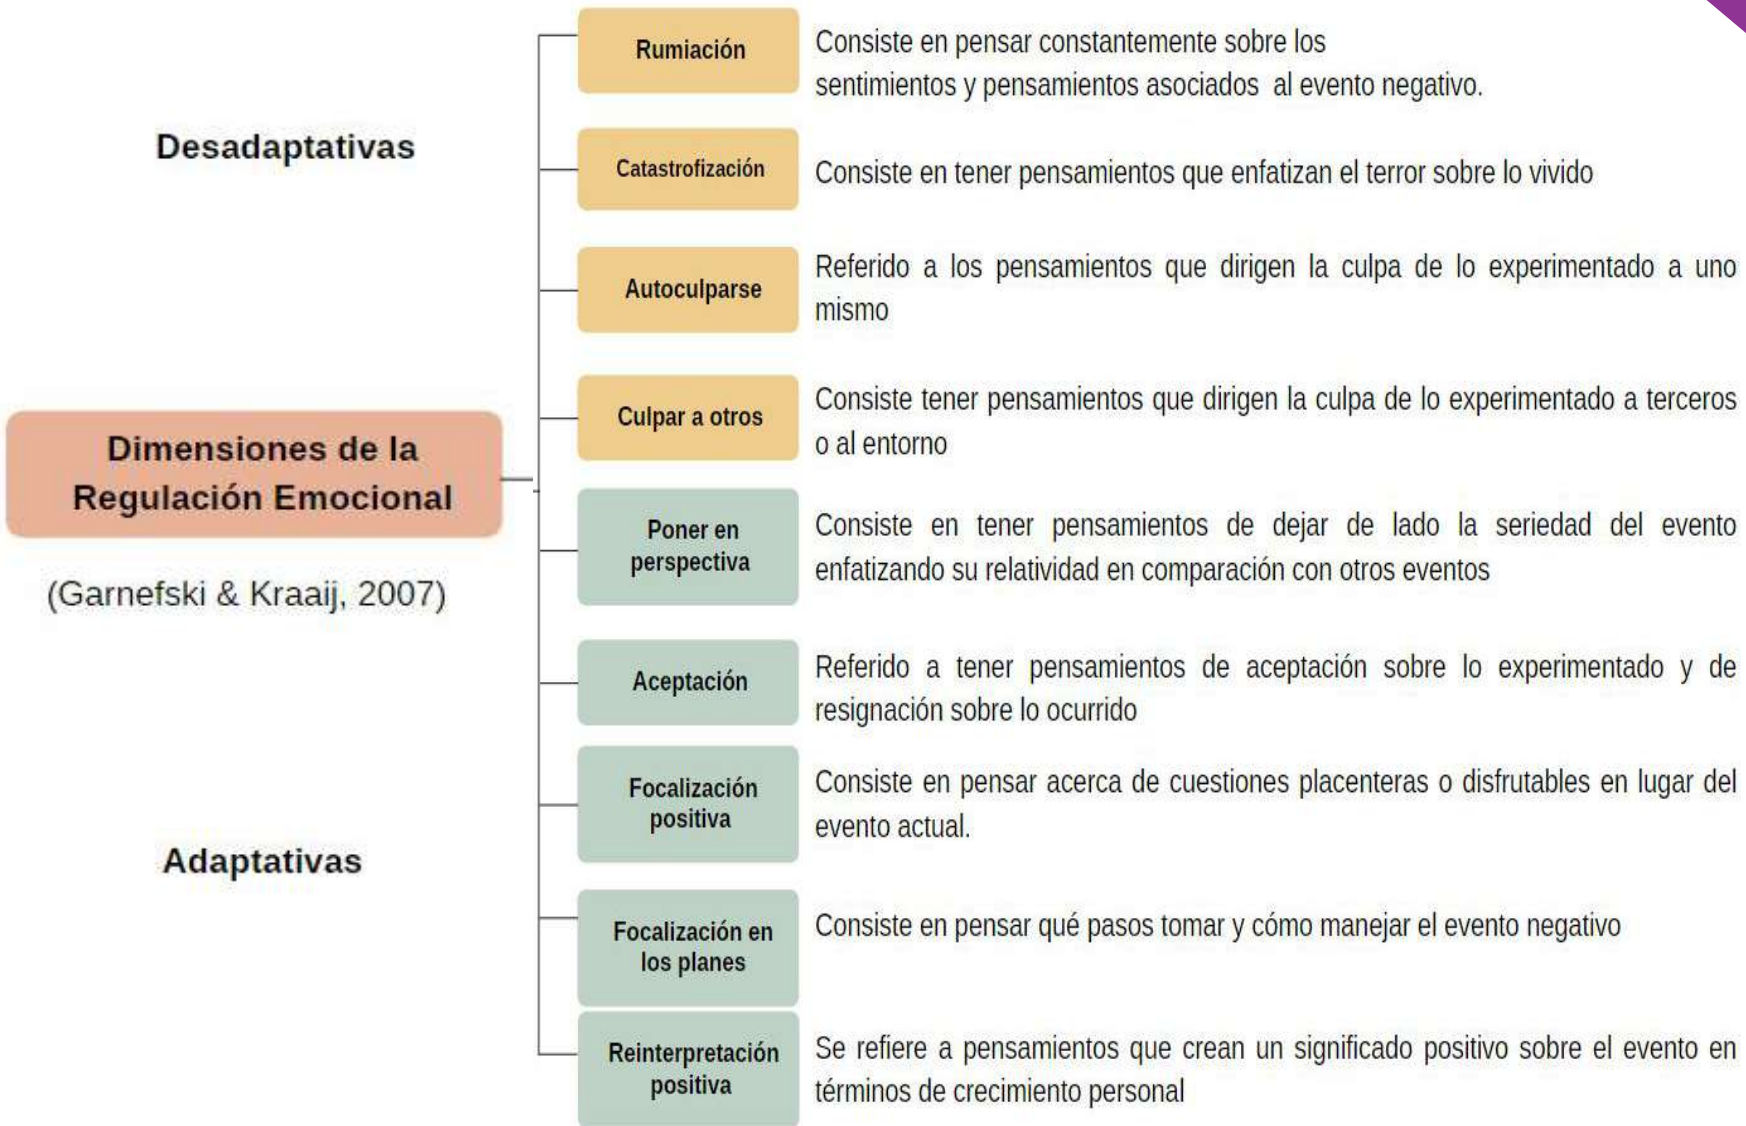 Desadaptativas
Rumiación
Consiste en pensar constantemente sobre los
sentimientos y pensamientos asociados al evento negativo.
Catastrofización
Consiste en tener pensamientos que enfatizan el terror sobre lo vivido
Autoculparse
Referido a los pensamientos que dirigen la culpa de lo experimentado a uno
mismo
Culpar a otros
Consiste tener pensamientos que dirigen la culpa de lo experimentado a terceros
o al entorno
Dimensiones de la
Regulación Emocional
(Garnefski & Kraaij, 2007)
Poner en
perspectiva
Consiste en tener pensamientos de dejar de lado la seriedad del evento
enfatizando su relatividad en comparación con otros eventos
Aceptación
Referido a tener pensamientos de aceptación sobre lo experimentado y de
resignación sobre lo ocurrido
Adaptativas
Focalización
positiva
Consiste en pensar acerca de cuestiones placenteras o disfrutables en lugar del
evento actual.
Focalización en
los planes
Consiste en pensar qué pasos tomar y cómo manejar el evento negativo
Reinterpretación
positiva
Se refiere a pensamientos que crean un significado positivo sobre el evento en
términos de crecimiento personal